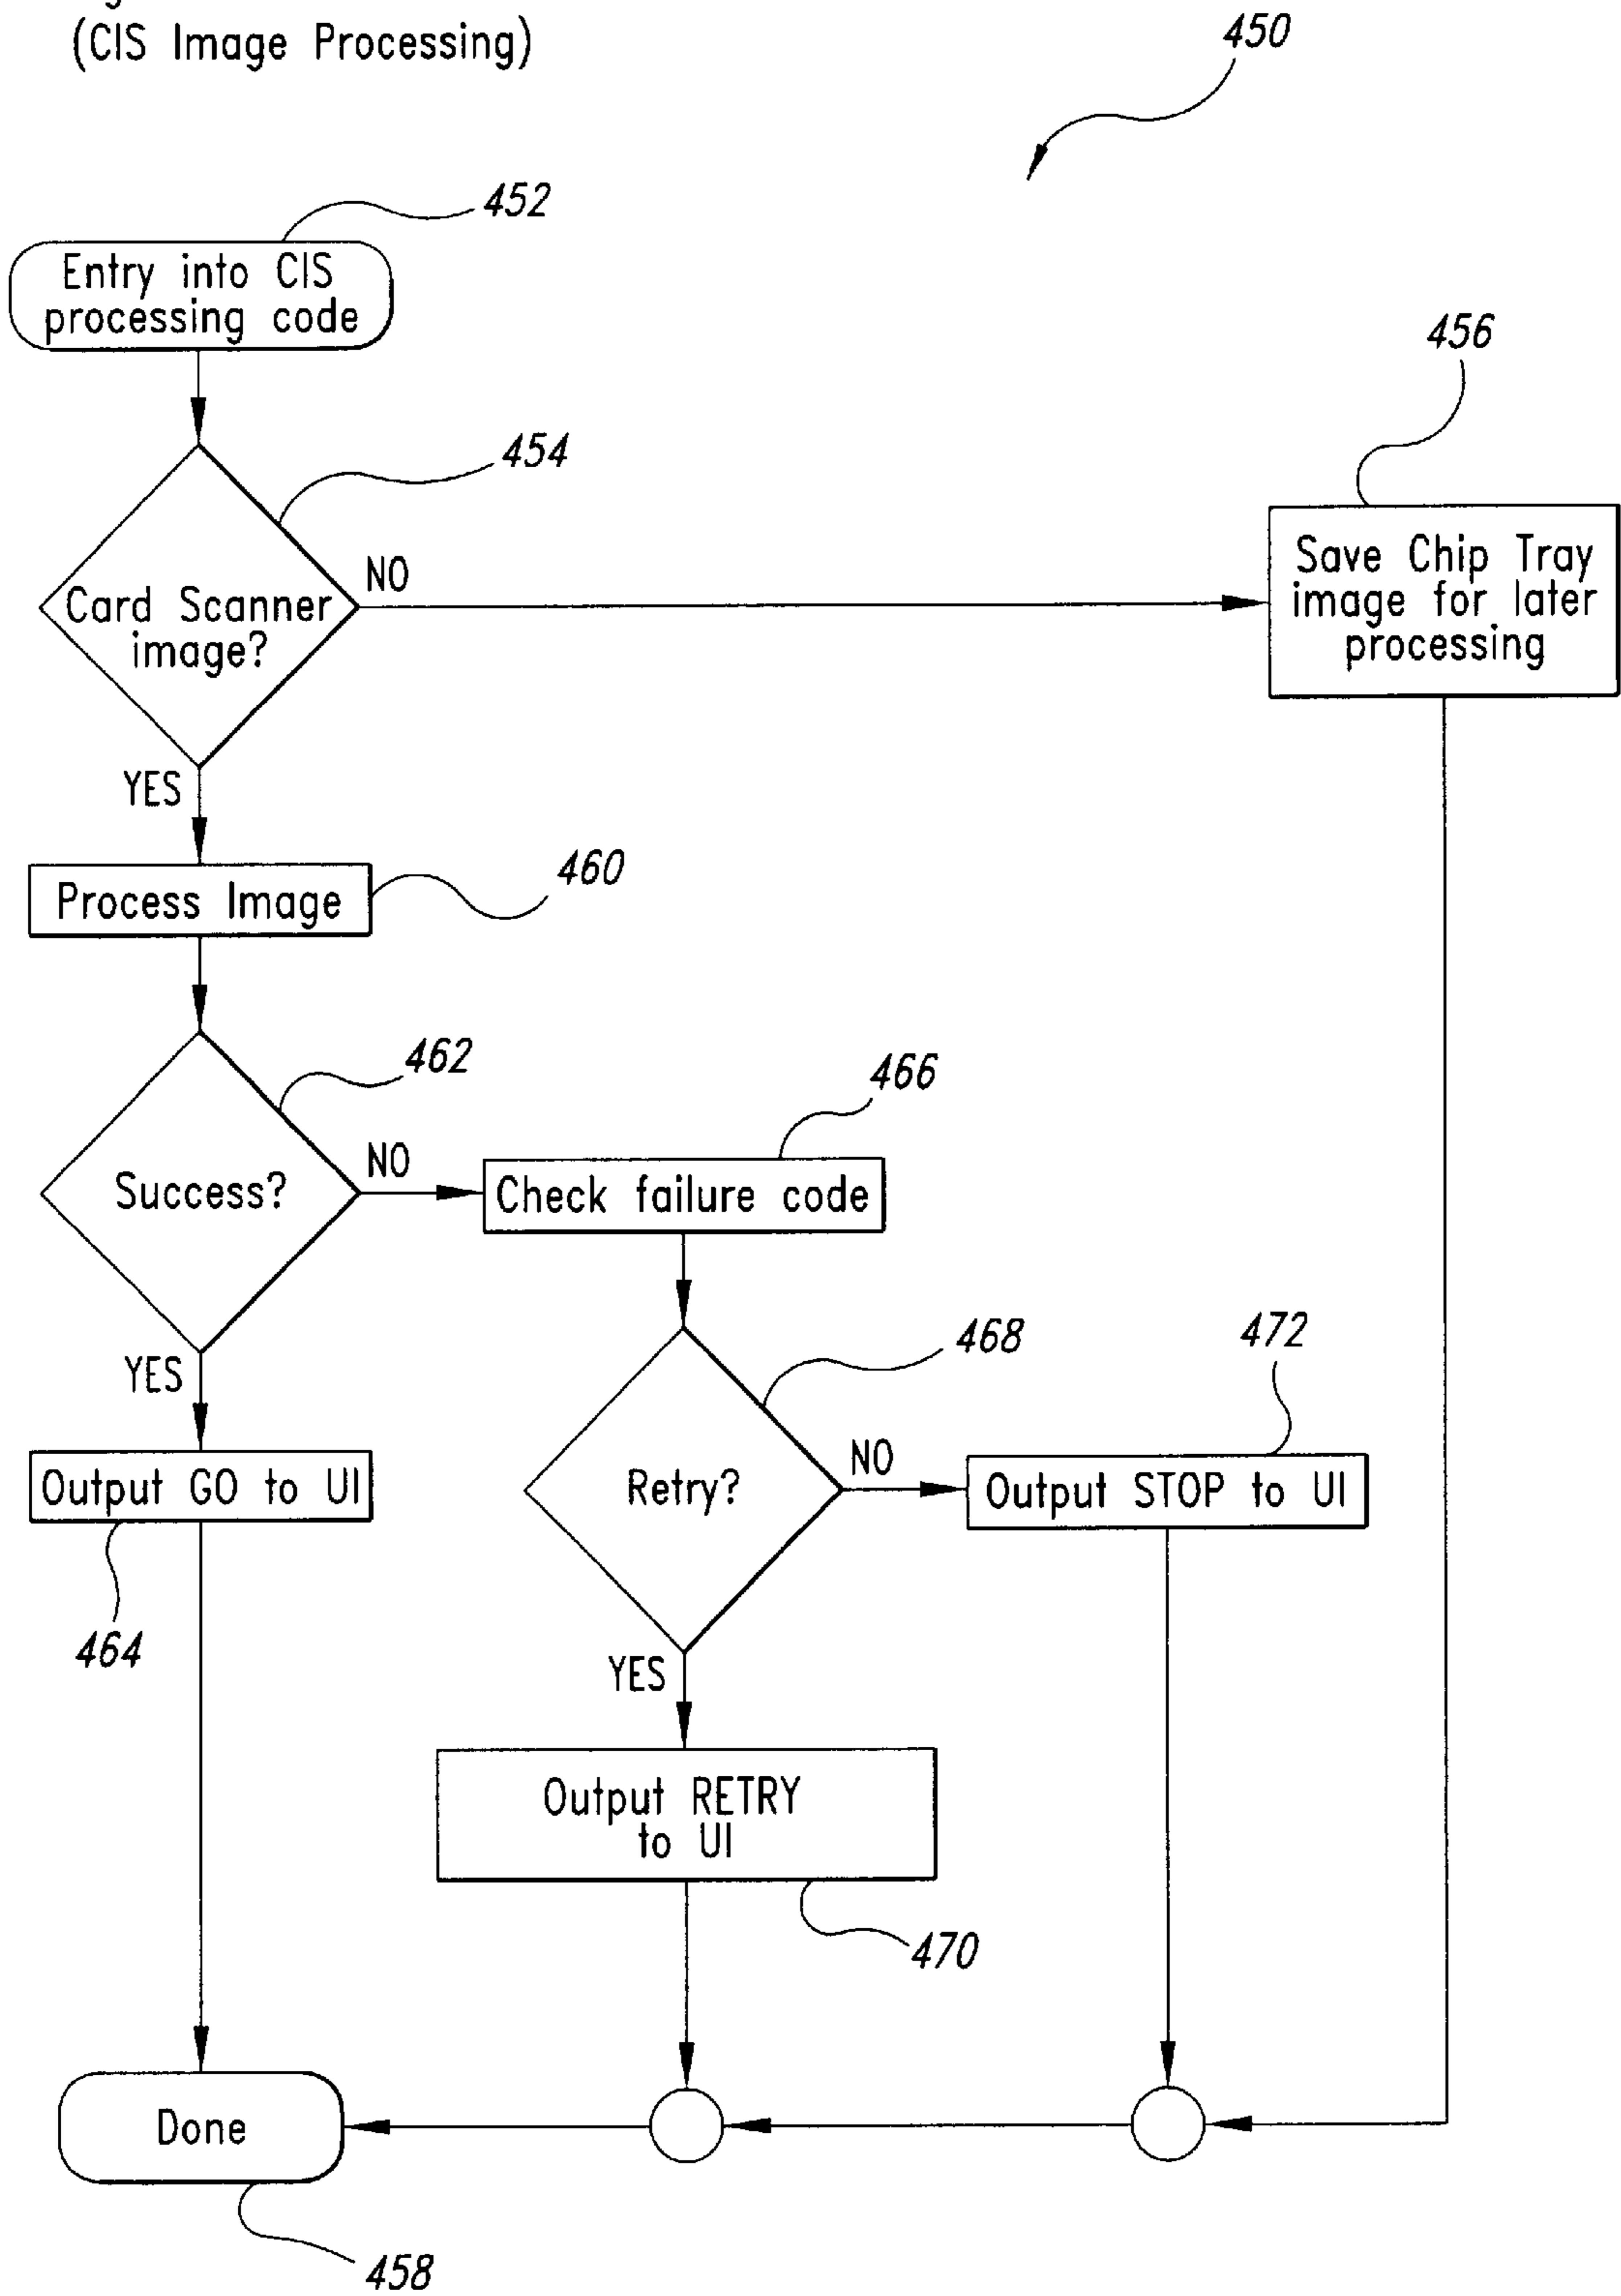 (CIS Image Processing)
450
452
Entry into CIS
processing code
456
454
Card Scanner
image?
NO
Save Chip Tray
image for later
processing
YES
460
Process Image
462
466
Success?
NO
Check failure code
468
472
YES
Output GO to UI
Retry?
NO
Output STOP to UI
464
YES
Output RETRY
to UI
470
Done
458